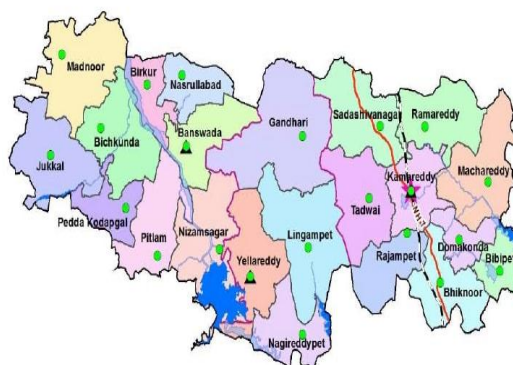 Madnoor
Birkur
Nasrullabad
Gandhari
Sadashivanagar
Ramareddy
Bichkunda
Banswada
Jukkal
Kamareddy
Machareddy
Pedda Kodapgal
Tadwai
Pitlam
Nizamsagar
Yellareddy
Lingampet
Rajampet
Domakonda
Bibipet
Bhiknoor
Nagireddypet